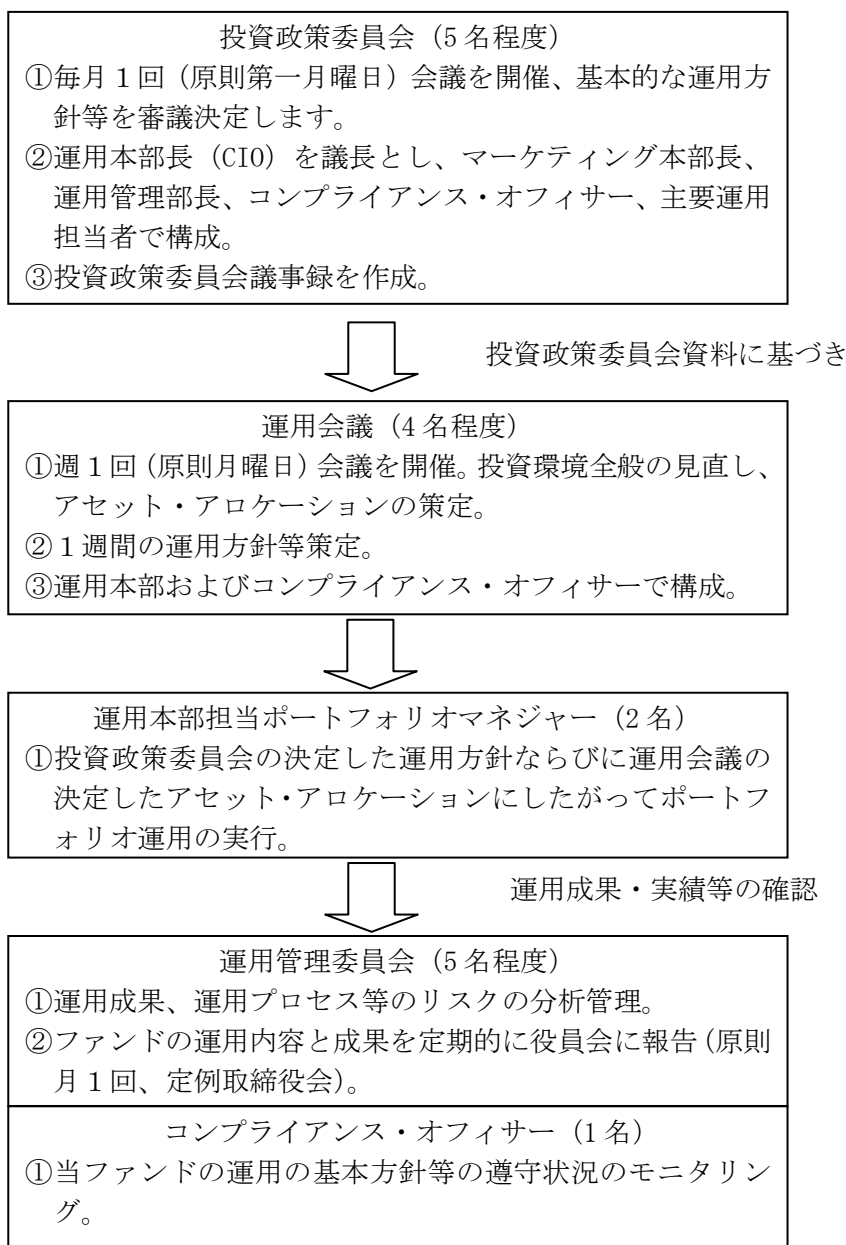 投資政策委員会（5名程度）
①毎月１回（原則第一月曜日）会議を開催、基本的な運用方
針等を審議決定します。
②運用本部長（CIO）を議長とし、マーケティング本部長、
運用管理部長、コンプライアンス・オフィサー、主要運用
担当者で構成。
③投資政策委員会議事録を作成。
投資政策委員会資料に基づき
運用会議（4名程度）
①週１回（原則月曜日）会議を開催。投資環境全般の見直し、
アセット・アロケーションの策定。
②１週間の運用方針等策定。
③運用本部およびコンプライアンス・オフィサーで構成。
運用本部担当ポートフォリオマネジャー（2名）
①投資政策委員会の決定した運用方針ならびに運用会議の
決定したアセット・アロケーションにしたがってポートフ
ォリオ運用の実行。
運用成果・実績等の確認
運用管理委員会（5名程度）
①運用成果、運用プロセス等のリスクの分析管理。
②ファンドの運用内容と成果を定期的に役員会に報告（原則
月１回、定例取締役会）。
コンプライアンス・オフィサー（1名）
①当ファンドの運用の基本方針等の遵守状況のモニタリン
グ。